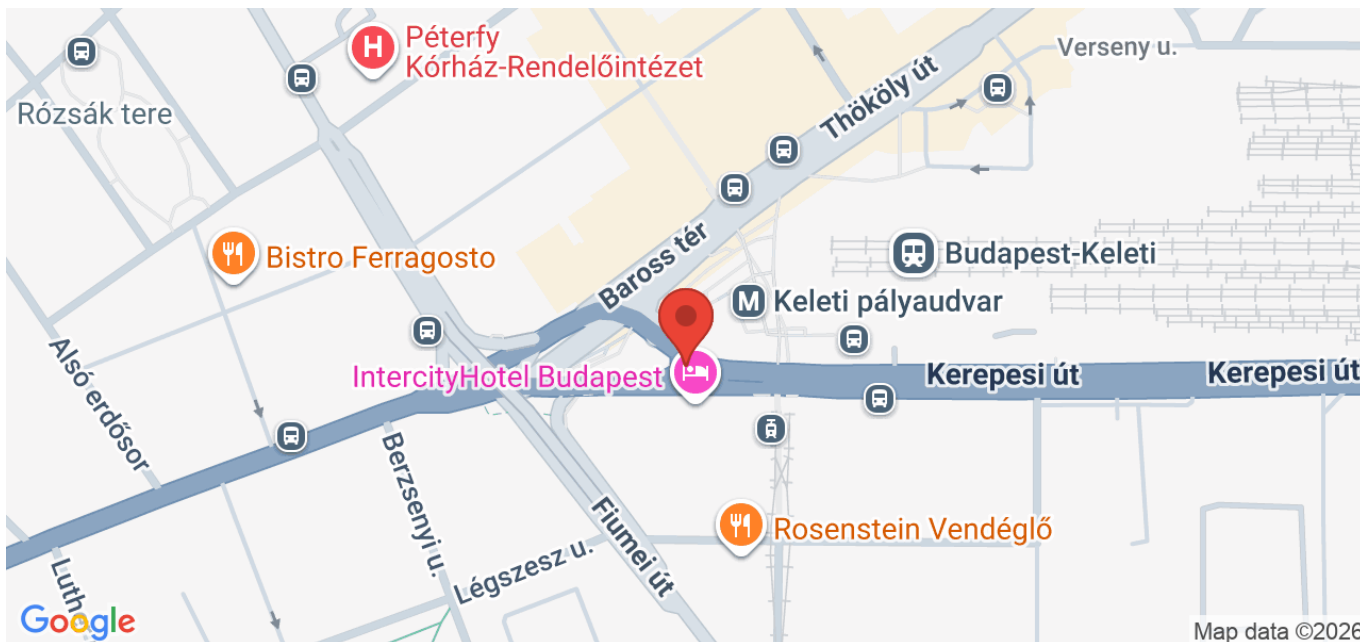 Péterfy
Kórház-Rendelőintézet
Verseny u.
Rózsák tere
Thököly út
Bistro Ferragosto
Baross tér
Budapest-Keleti
Keleti pályaudvar
IntercityHotel Budapest
Kerepesi út
Kerepesi út
Alsó erdősor
Berzsenyi u.
Fiumei út
Rosenstein Vendéglő
Légszesz u.
Google
Map data ©2026